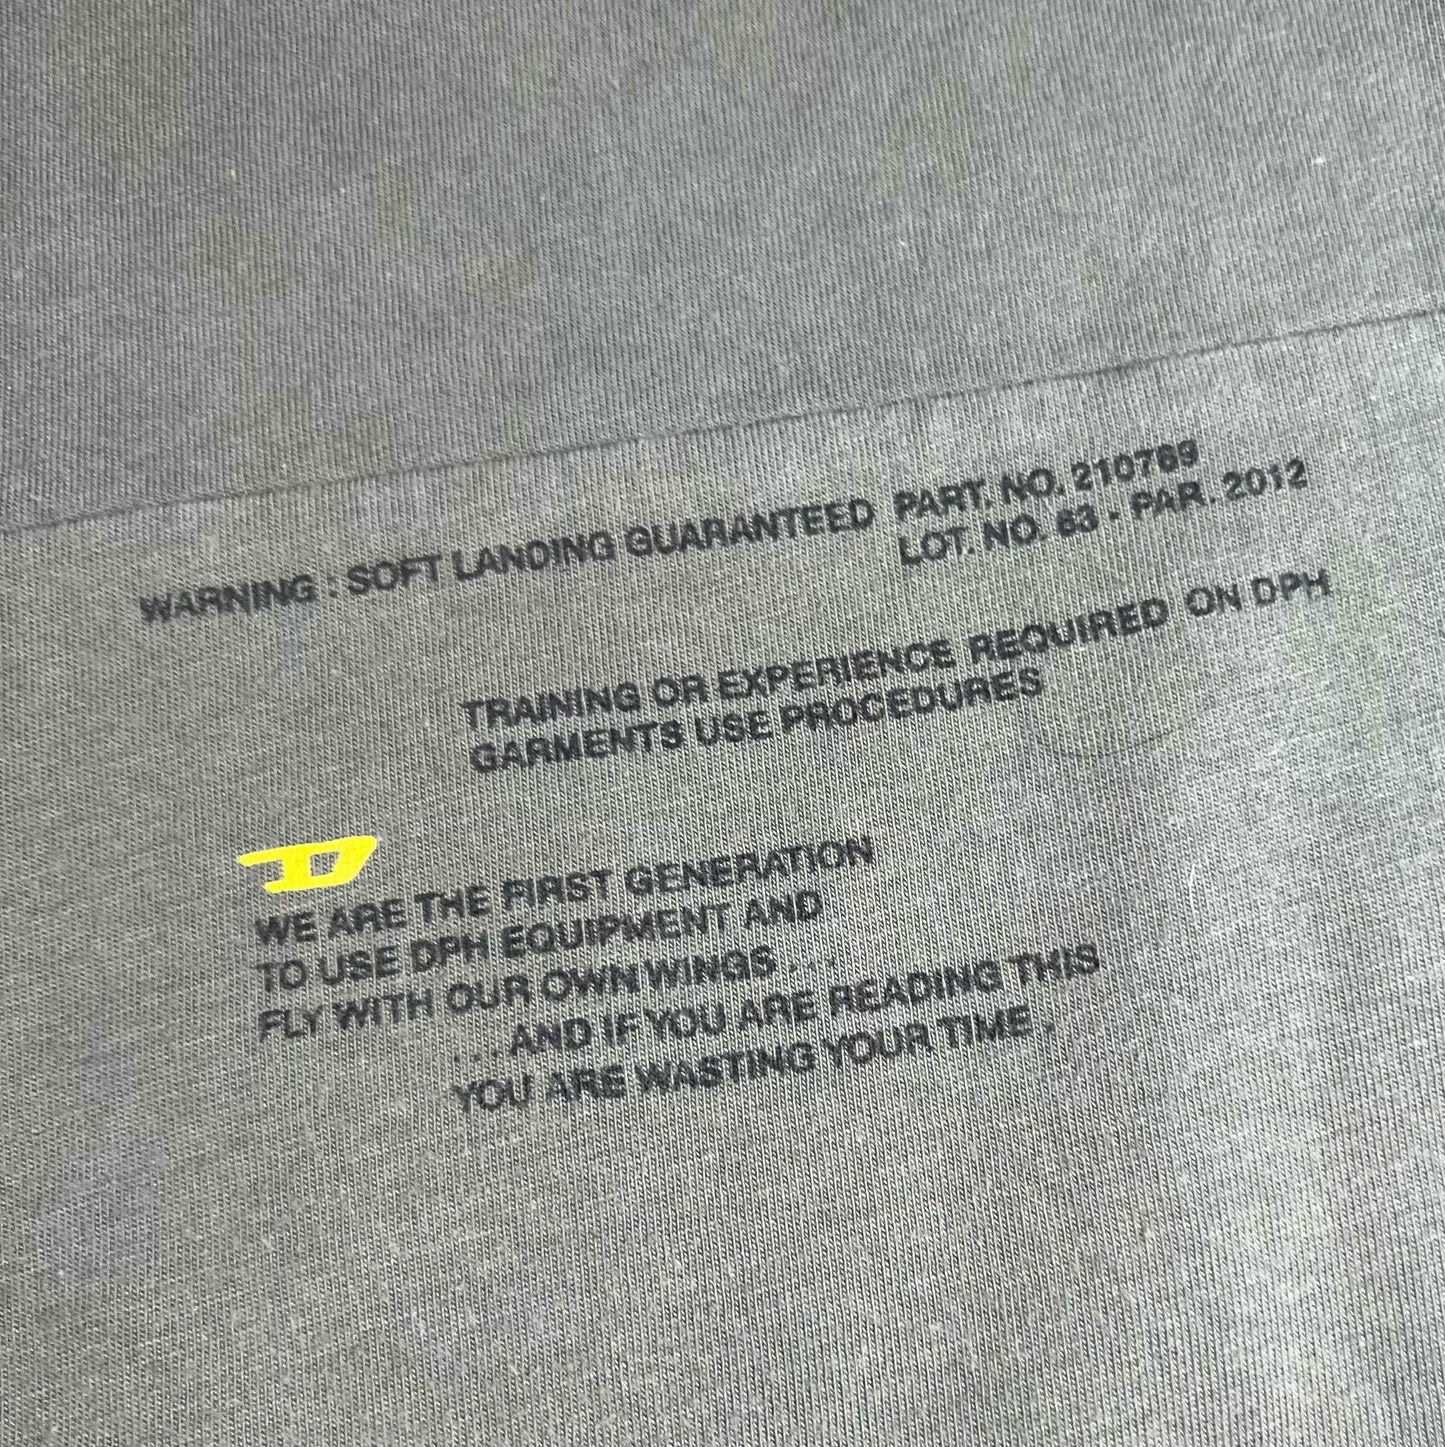 WARNING : SOFT LANDING GUARANTEED PART. NO. 210769
LOT. NO. 63 - PAR. 2012
TRAINING OR EXPERIENCE REQUIRED ON DPH
GARMENTS USE PROCEDURES
D
WE ARE THE FIRST GENERATION
TO USE DPH EQUIPMENT AND
FLY WITH OUR OWN WINGS ...
...AND IF YOU ARE READING THIS
YOU ARE WASTING YOUR TIME .